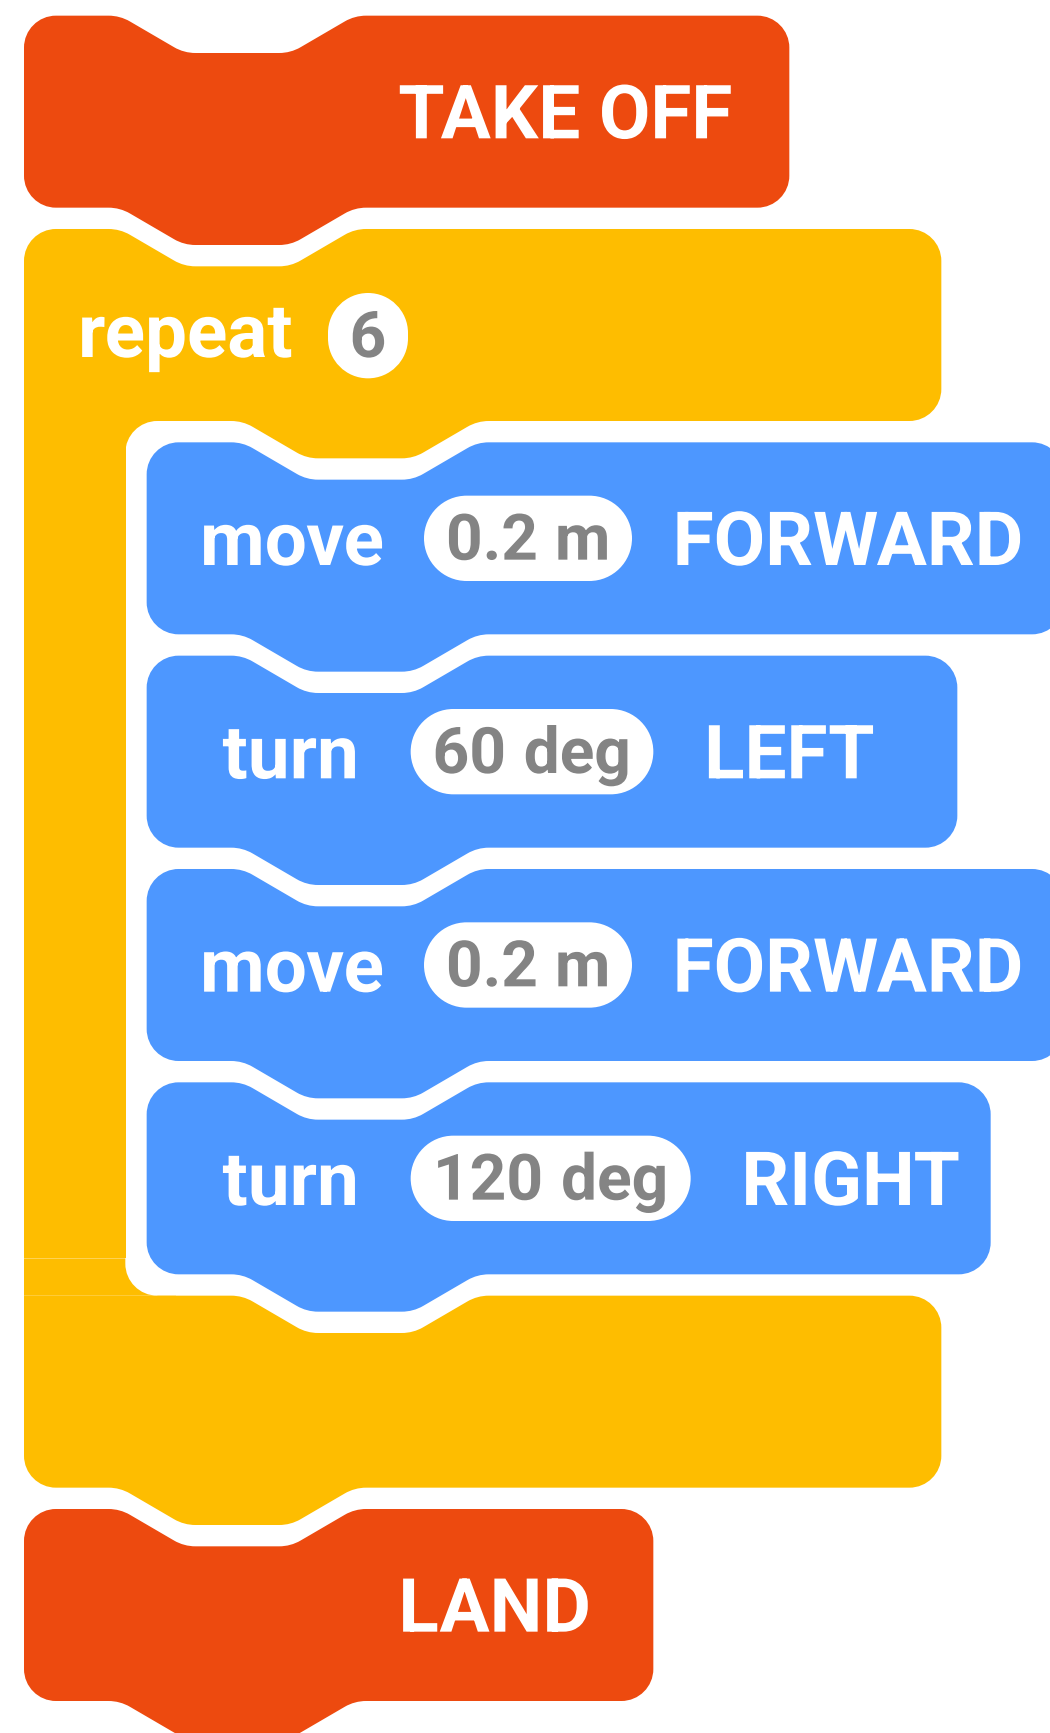 TAKE OFF
repeat 6
move 0.2 m FORWARD
turn 60 deg LEFT
move 0.2 m FORWARD
turn 120 deg RIGHT
LAND